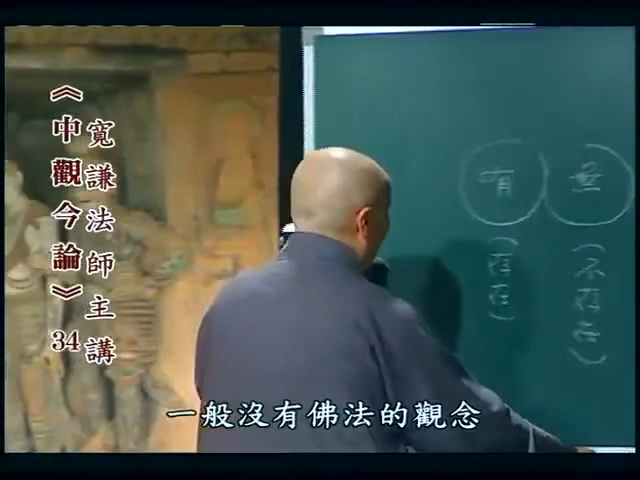 《中觀今論》34
寬謙法師主講
有 無
(存在) (不存在)
一般沒有佛法的觀念